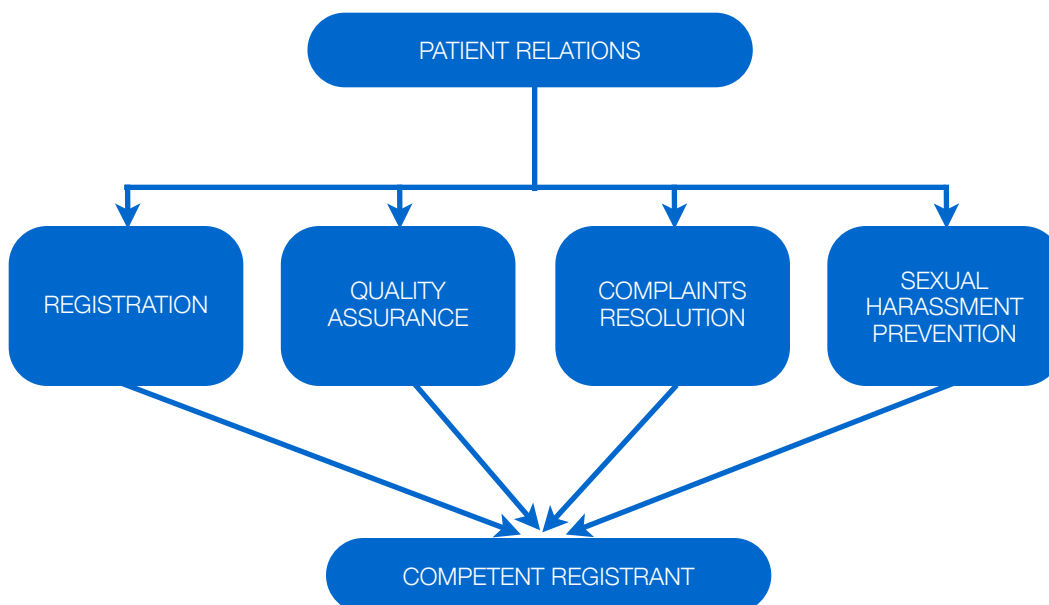 PATIENT RELATIONS
REGISTRATION
QUALITY
ASSURANCE
COMPLAINTS
RESOLUTION
SEXUAL
HARASSMENT
PREVENTION
COMPETENT REGISTRANT